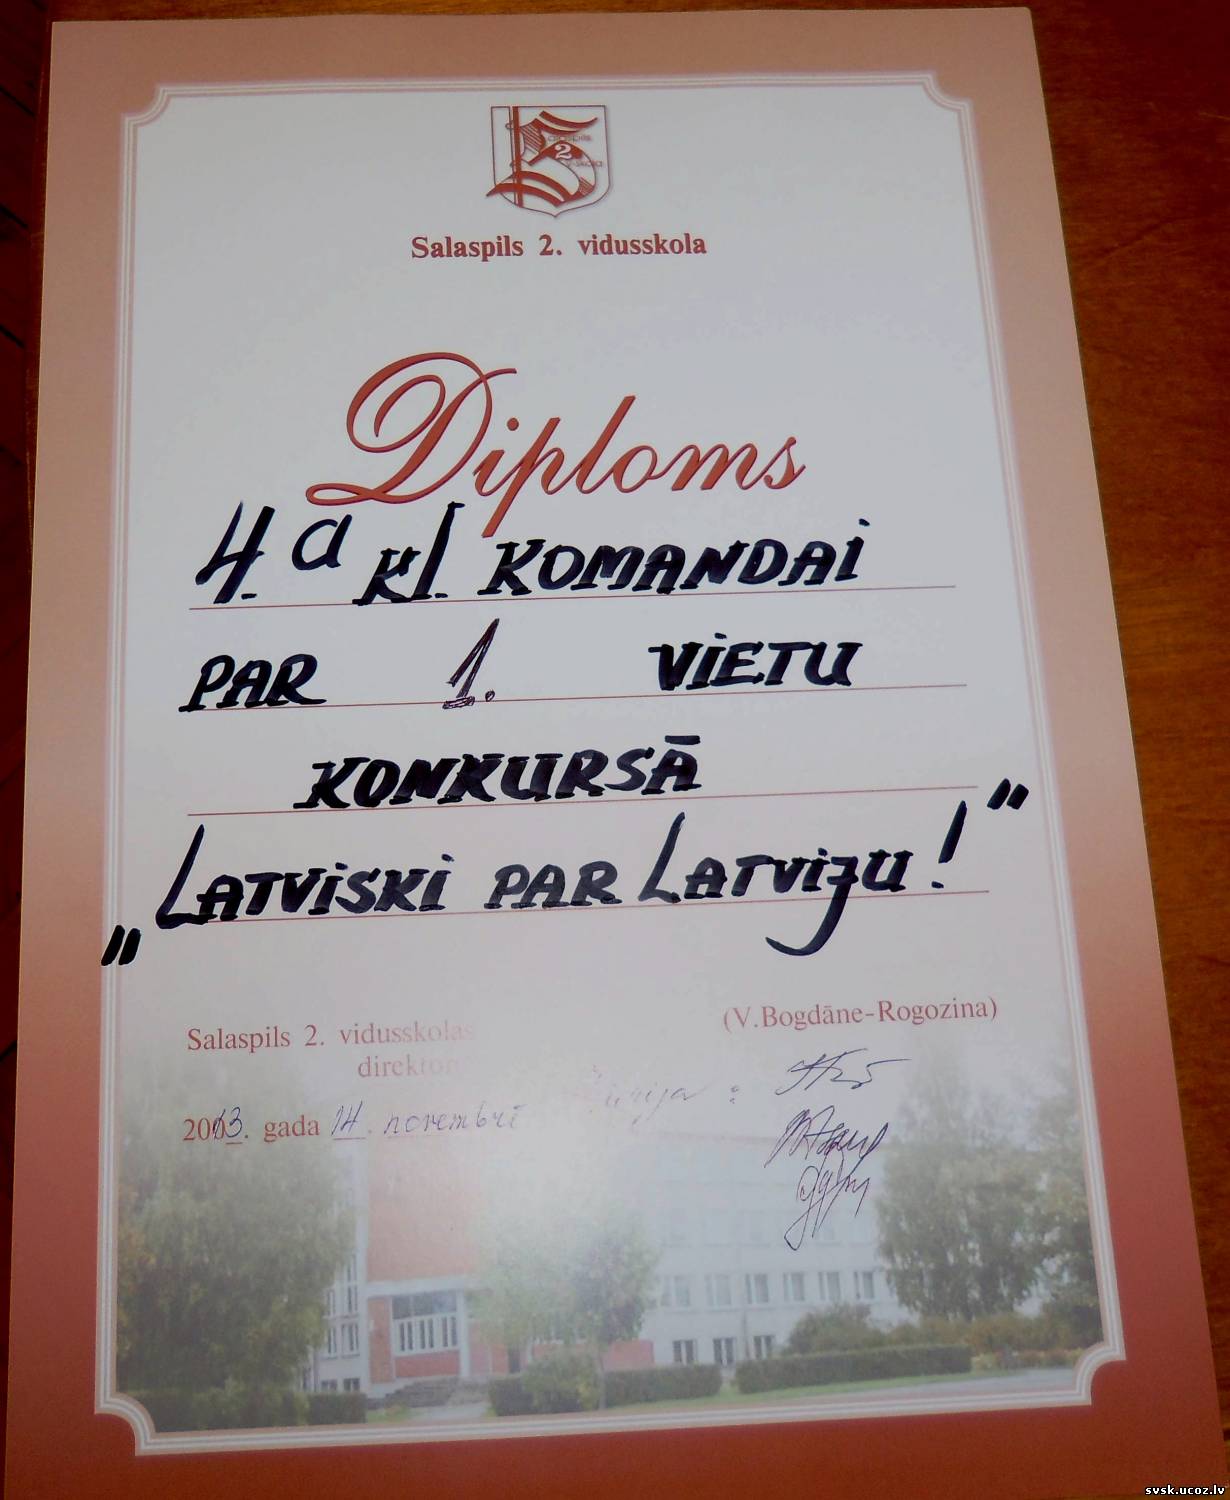 2
Salaspils 2. vidusskola
Diploms
4.a kl. KOMANDAI
PAR 1. VIETU
KONKURSĀ
„LATVISKI PAR LATVIJU!”
Salaspils 2. vidusskolas
direktore
(V.Bogdāne-Rogozina)
Žūrija:
2013. gada 14. novembrī
svsk.ucoz.lv